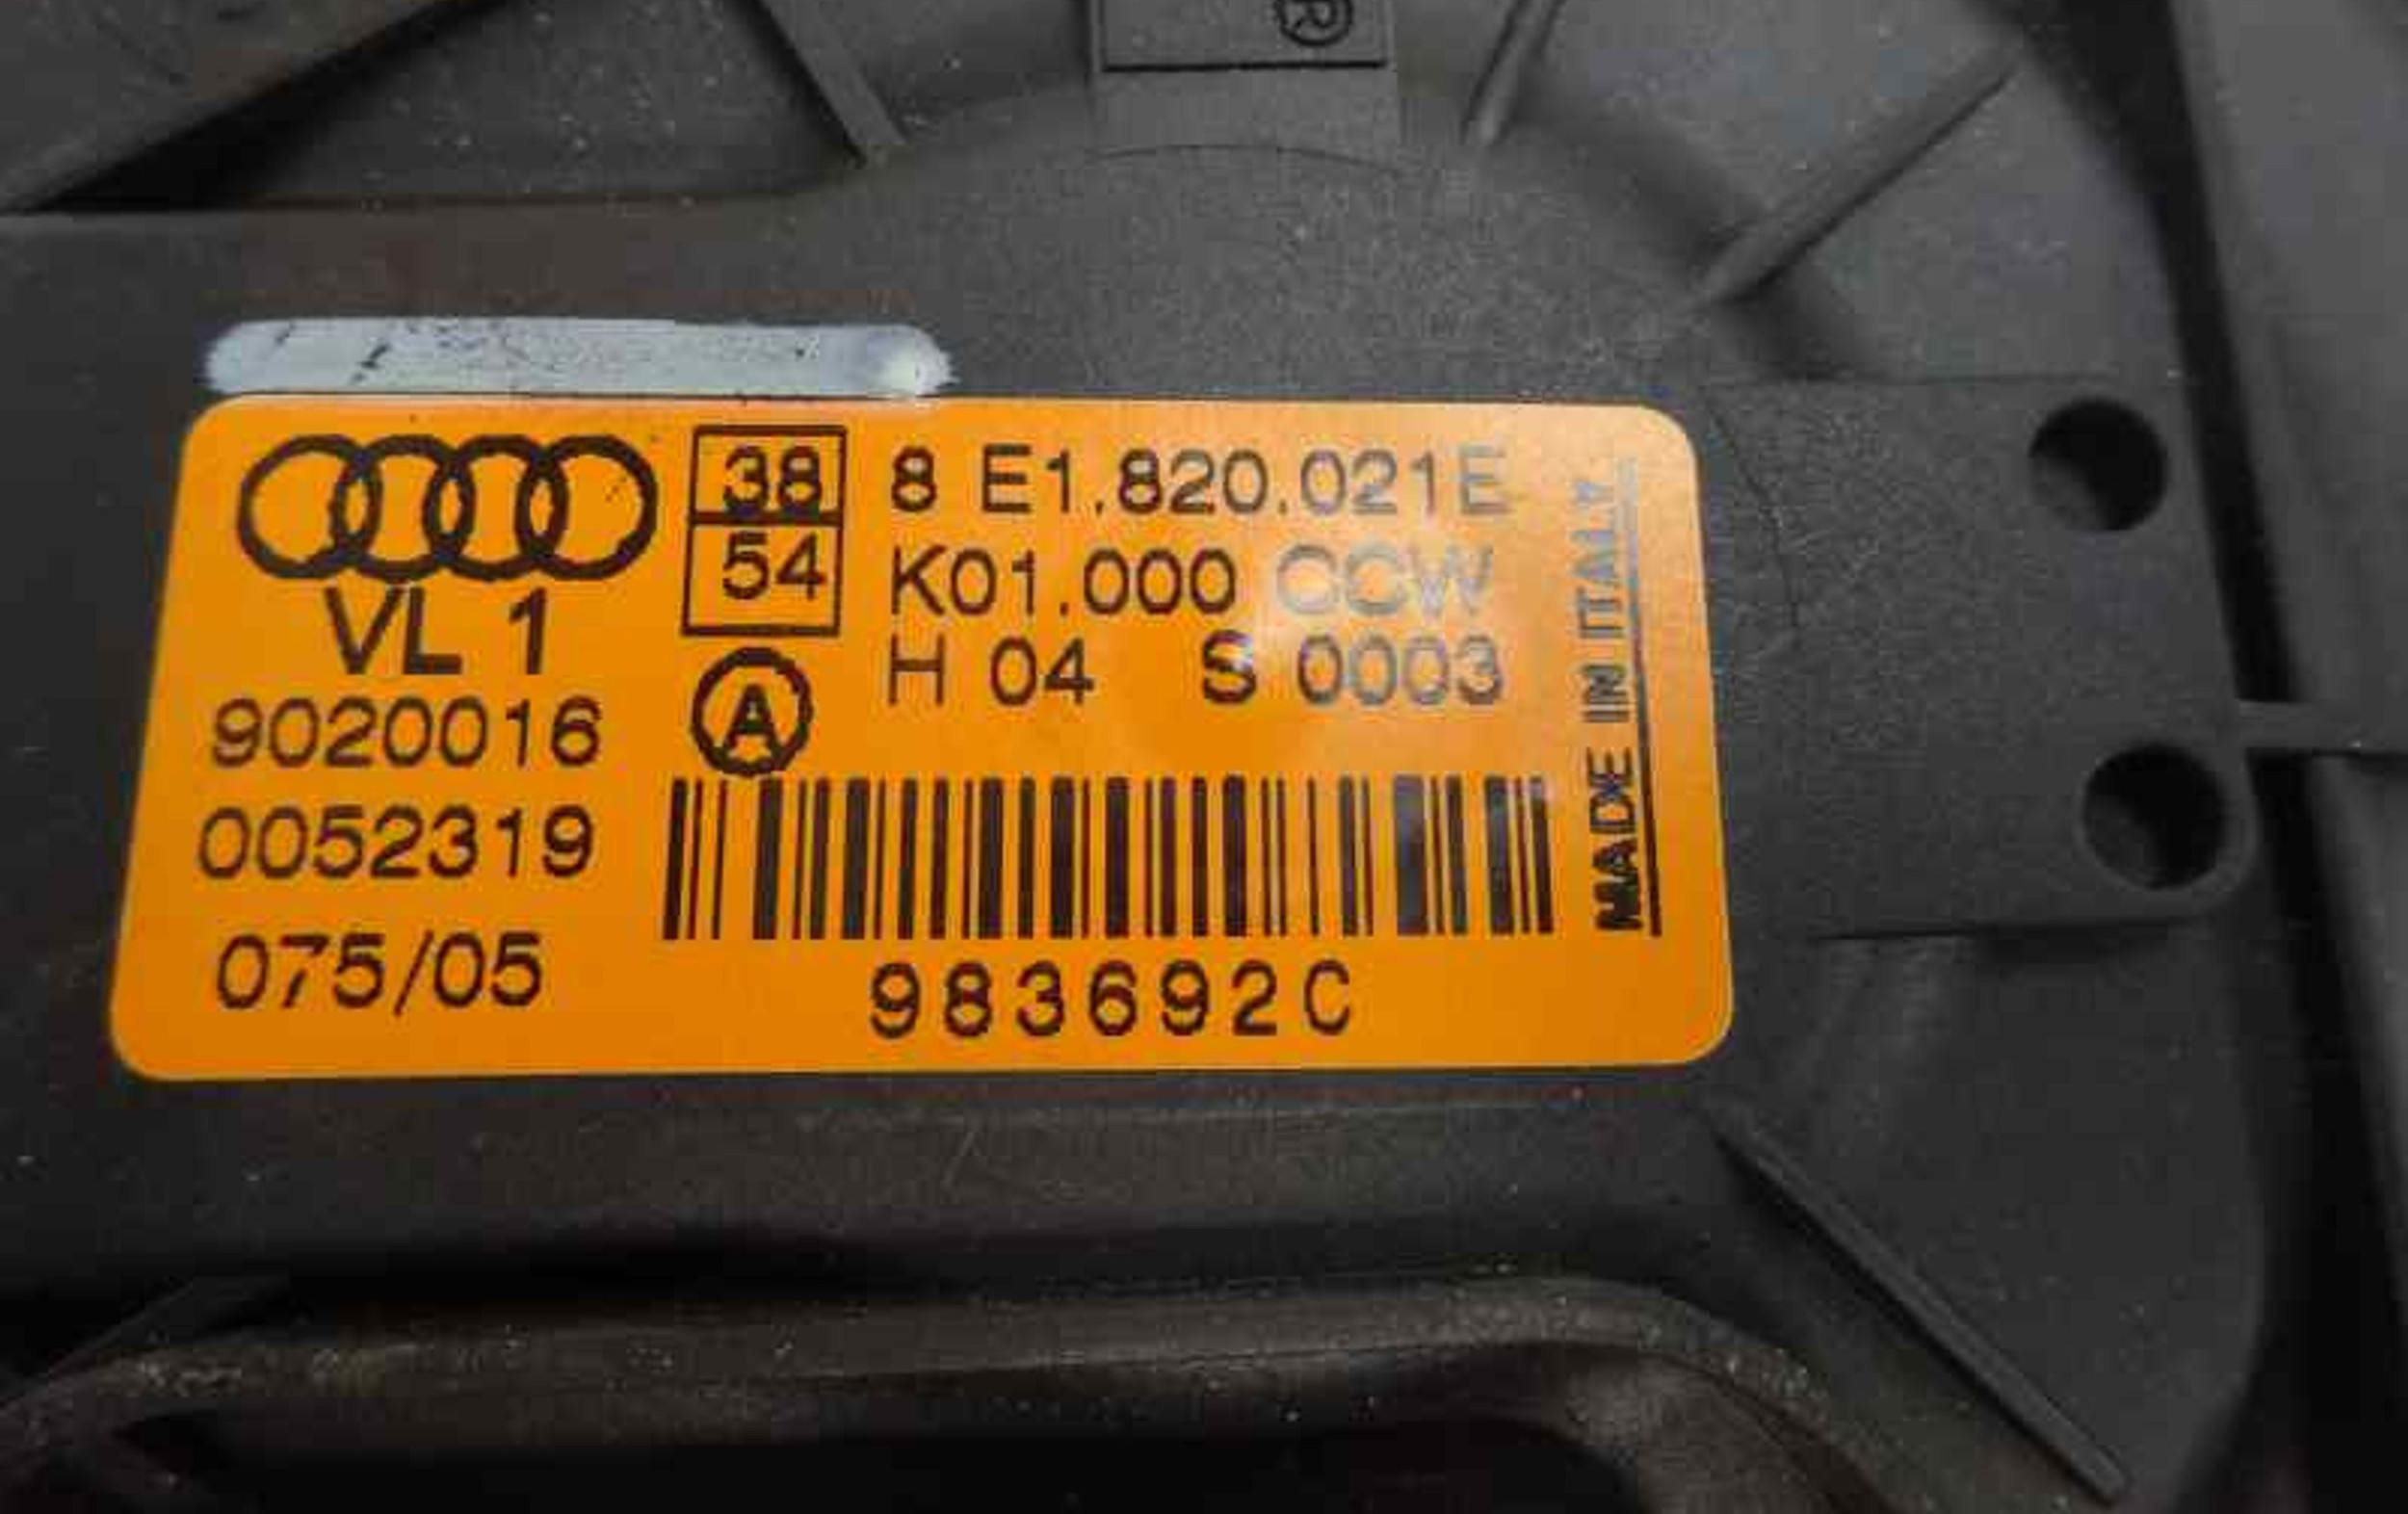 ®
38
54
8 E1.820.021E
K01.000 CCW
H 04 S 0003
A
VL 1
9020016
0052319
075/05
983692C
MADE IN ITALY